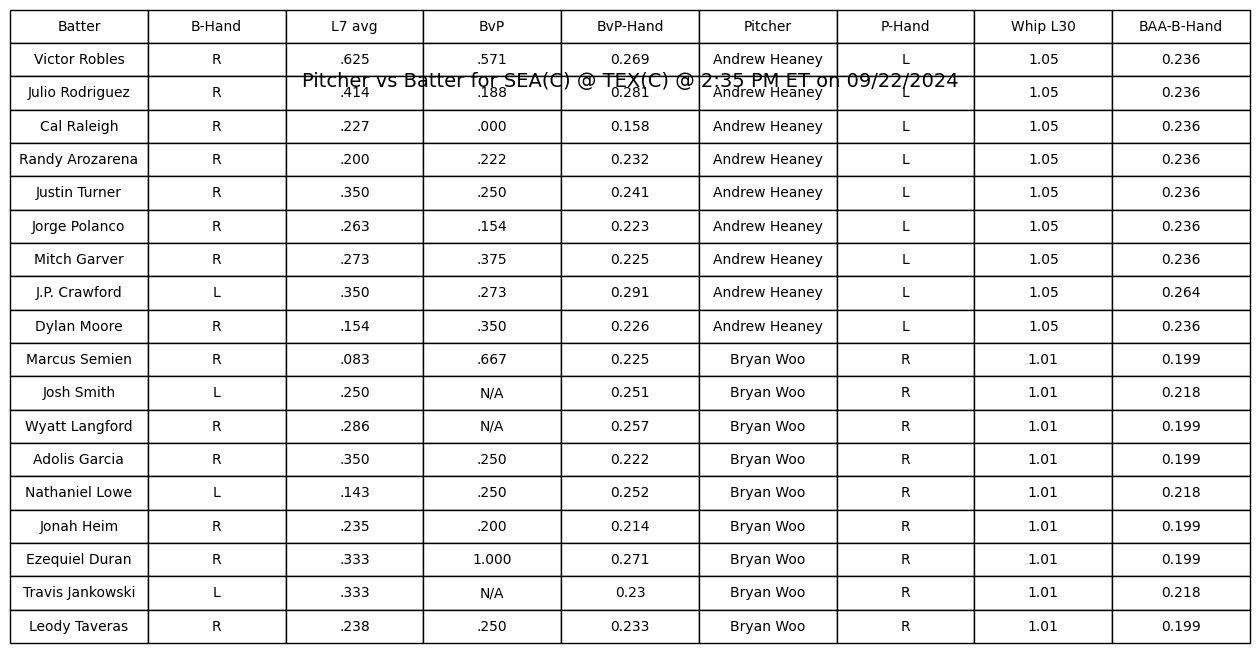 Batter B-Hand L7 avg BvP BvP-Hand Pitcher P-Hand Whip L30 BAA-B-Hand
Victor Robles R .625 .571 0.269 Andrew Heaney L 1.05 0.236
Pitcher vs Batter for SEA(C) @ TEX(C) @ 2:35 PM ET on 09/22/2024
Julio Rodriguez R .414 .188 0.281 Andrew Heaney L 1.05 0.236
Cal Raleigh R .227 .000 0.158 Andrew Heaney L 1.05 0.236
Randy Arozarena R .200 .222 0.232 Andrew Heaney L 1.05 0.236
Justin Turner R .350 .250 0.241 Andrew Heaney L 1.05 0.236
Jorge Polanco R .263 .154 0.223 Andrew Heaney L 1.05 0.236
Mitch Garver R .273 .375 0.225 Andrew Heaney L 1.05 0.236
J.P. Crawford L .350 .273 0.291 Andrew Heaney L 1.05 0.264
Dylan Moore R .154 .350 0.226 Andrew Heaney L 1.05 0.236
Marcus Semien R .083 .667 0.225 Bryan Woo R 1.01 0.199
Josh Smith L .250 N/A 0.251 Bryan Woo R 1.01 0.218
Wyatt Langford R .286 N/A 0.257 Bryan Woo R 1.01 0.199
Adolis Garcia R .350 .250 0.222 Bryan Woo R 1.01 0.199
Nathaniel Lowe L .143 .250 0.252 Bryan Woo R 1.01 0.218
Jonah Heim R .235 .200 0.214 Bryan Woo R 1.01 0.199
Ezequiel Duran R .333 1.000 0.271 Bryan Woo R 1.01 0.199
Travis Jankowski L .333 N/A 0.23 Bryan Woo R 1.01 0.218
Leody Taveras R .238 .250 0.233 Bryan Woo R 1.01 0.199